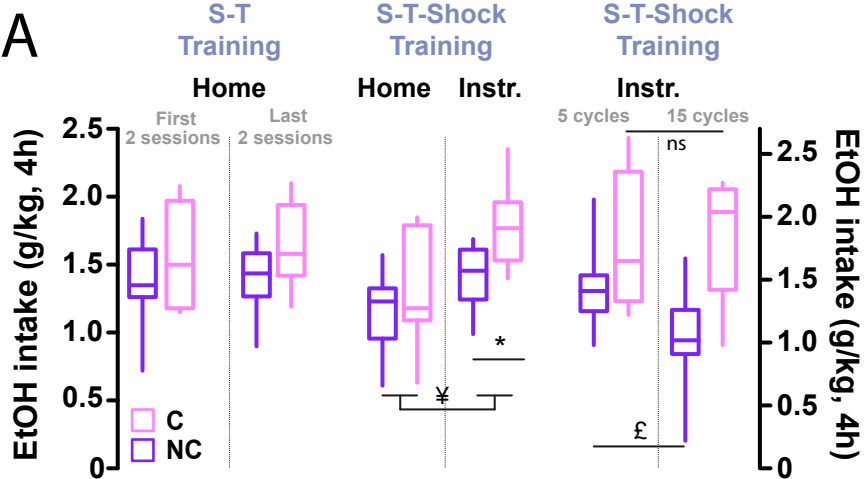 A
S-T
Training
S-T-Shock
Training
S-T-Shock
Training
Home
Home
Instr.
Instr.
First
2 sessions
Last
2 sessions
5 cycles
15 cycles
EtOH intake (g/kg, 4h)
2.5
2.0
1.5
1.0
0.5
0
C
NC
¥
*
ns
£
2.5
2.0
1.5
1.0
0.5
0
EtOH intake (g/kg, 4h)